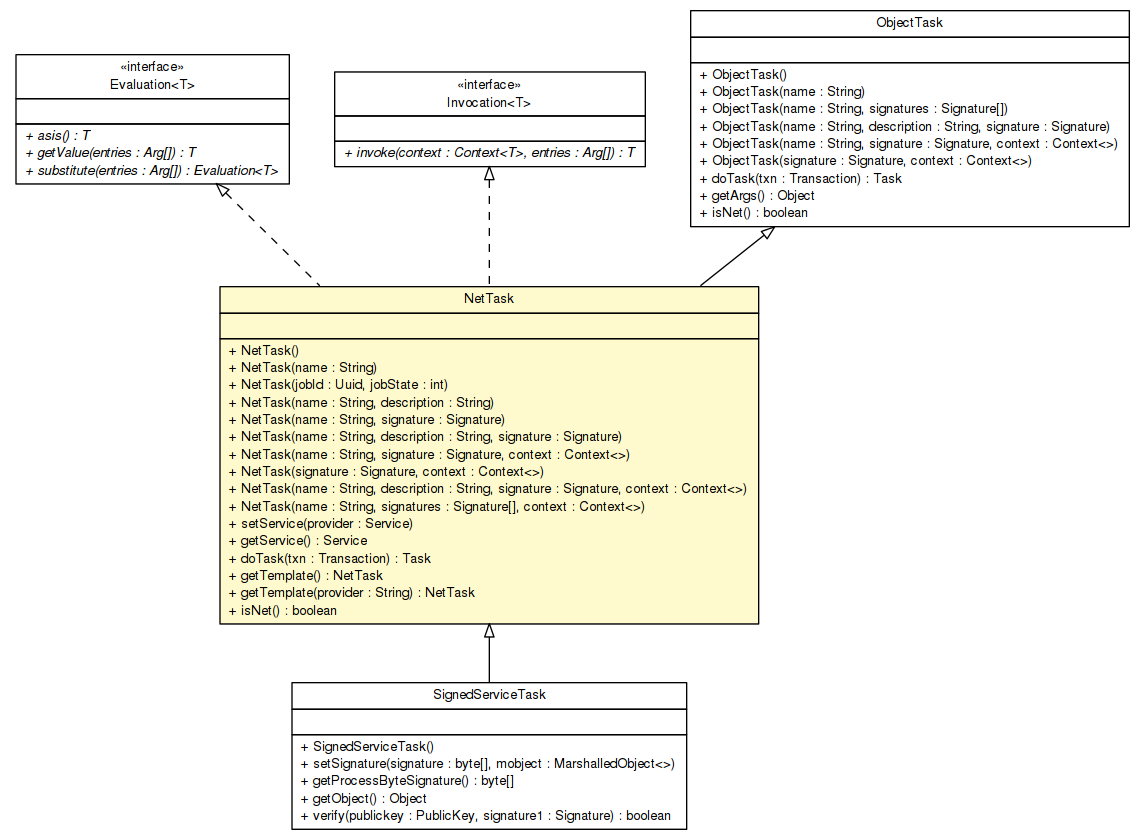 ObjectTask
+ ObjectTask()
+ ObjectTask(name : String)
+ ObjectTask(name : String, signatures : Signature[])
+ ObjectTask(name : String, description : String, signature : Signature)
+ ObjectTask(name : String, signature : Signature, context : Context<>)
+ ObjectTask(signature : Signature, context : Context<>)
+ doTask(txn : Transaction) : Task
+ getArgs() : Object
+ isNet() : boolean
«interface»
Evaluation<T>
+ asis() : T
+ getValue(entries : Arg[]) : T
+ substitute(entries : Arg[]) : Evaluation<T>
«interface»
Invocation<T>
+ invoke(context : Context<T>, entries : Arg[]) : T
NetTask
+ NetTask()
+ NetTask(name : String)
+ NetTask(jobId : Uuid, jobState : int)
+ NetTask(name : String, description : String)
+ NetTask(name : String, signature : Signature)
+ NetTask(name : String, description : String, signature : Signature)
+ NetTask(name : String, signature : Signature, context : Context<>)
+ NetTask(signature : Signature, context : Context<>)
+ NetTask(name : String, description : String, signature : Signature, context : Context<>)
+ NetTask(name : String, signatures : Signature[], context : Context<>)
+ setService(provider : Service)
+ getService() : Service
+ doTask(txn : Transaction) : Task
+ getTemplate() : NetTask
+ getTemplate(provider : String) : NetTask
+ isNet() : boolean
SignedServiceTask
+ SignedServiceTask()
+ setSignature(signature : byte[], mobject : MarshalledObject<>)
+ getProcessByteSignature() : byte[]
+ getObject() : Object
+ verify(publickey : PublicKey, signature1 : Signature) : boolean